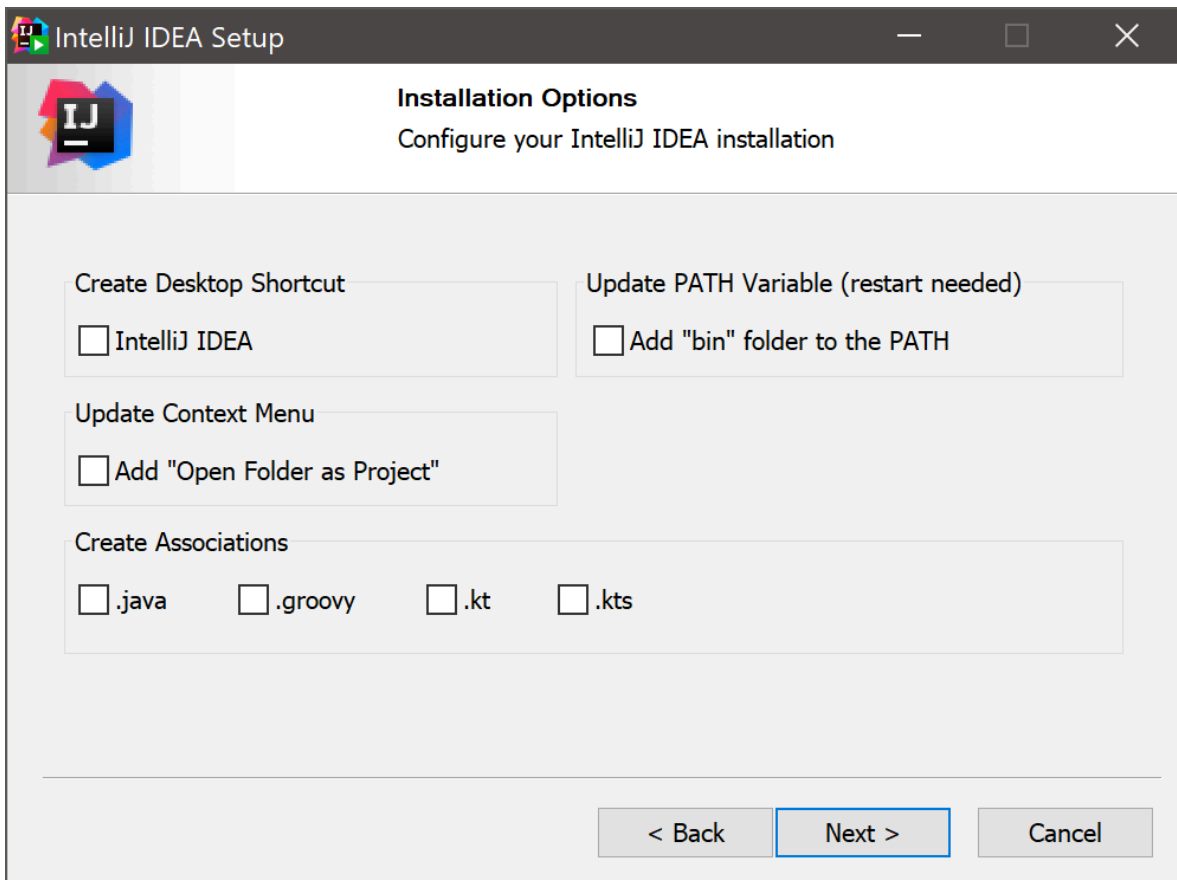 IntelliJ IDEA Setup
IJ
Installation Options
Configure your IntelliJ IDEA installation
Create Desktop Shortcut
IntelliJ IDEA
Update PATH Variable (restart needed)
Add "bin" folder to the PATH
Update Context Menu
Add "Open Folder as Project"
Create Associations
.java .groovy .kt .kts
< Back Next > Cancel